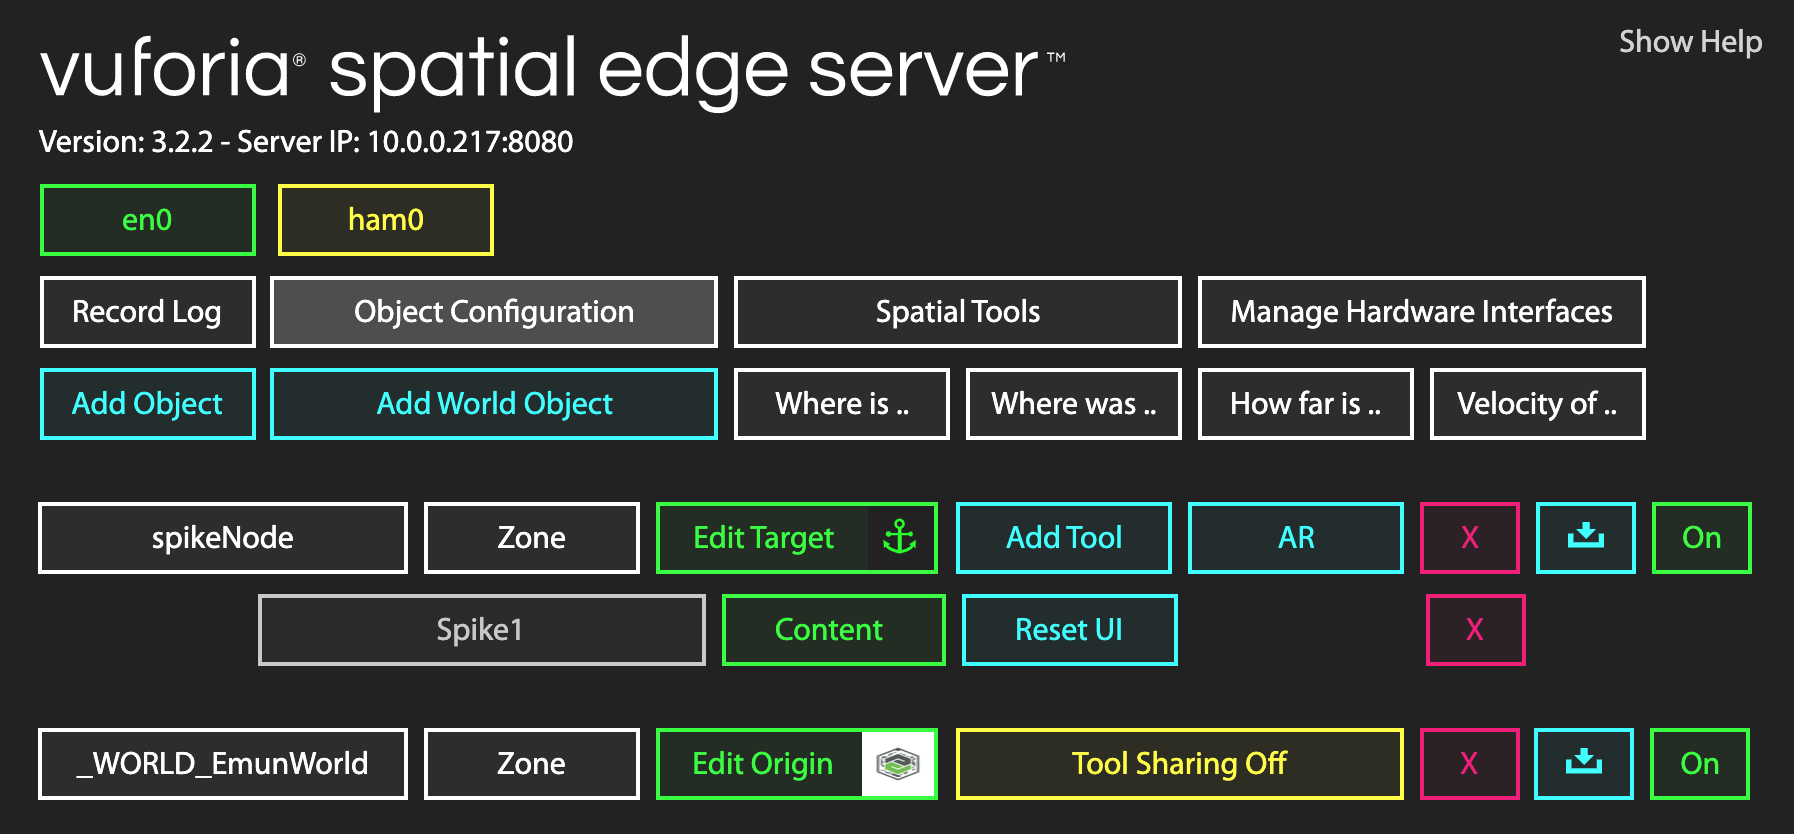 Show Help
vuforia® spatial edge server™
Version: 3.2.2 - Server IP: 10.0.0.217:8080
en0 ham0
Record Log Object Configuration Spatial Tools Manage Hardware Interfaces
Add Object Add World Object Where is .. Where was .. How far is .. Velocity of ..
spikeNode Zone Edit Target Add Tool AR X On
Spike1 Content Reset UI X
_WORLD_EmunWorld Zone Edit Origin Tool Sharing Off X On